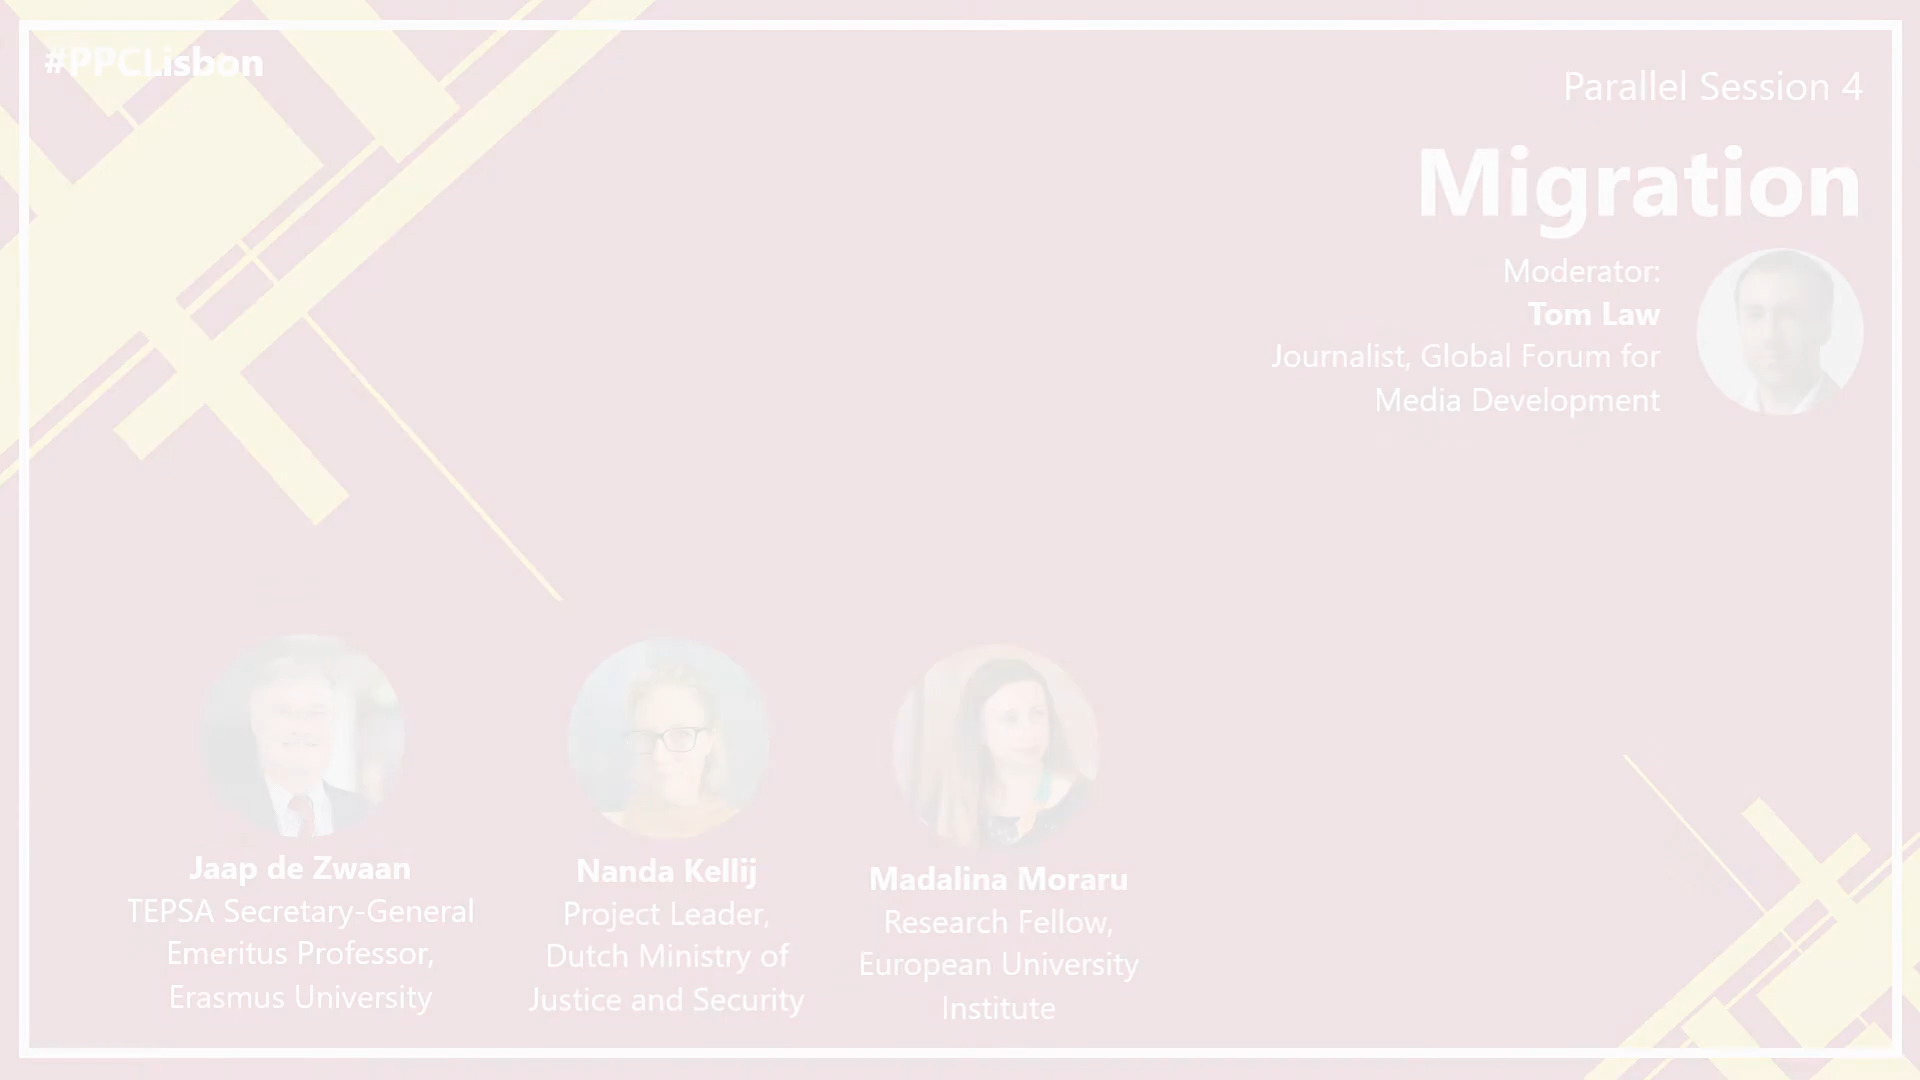 #PPCLisbon
Parallel Session 4
Migration
Moderator:
Tom Law
Journalist, Global Forum for
Media Development
Jaap de Zwaan
TEPSA Secretary-General
Emeritus Professor,
Erasmus University
Nanda Kellij
Project Leader,
Dutch Ministry of
Justice and Security
Madalina Moraru
Research Fellow,
European University
Institute